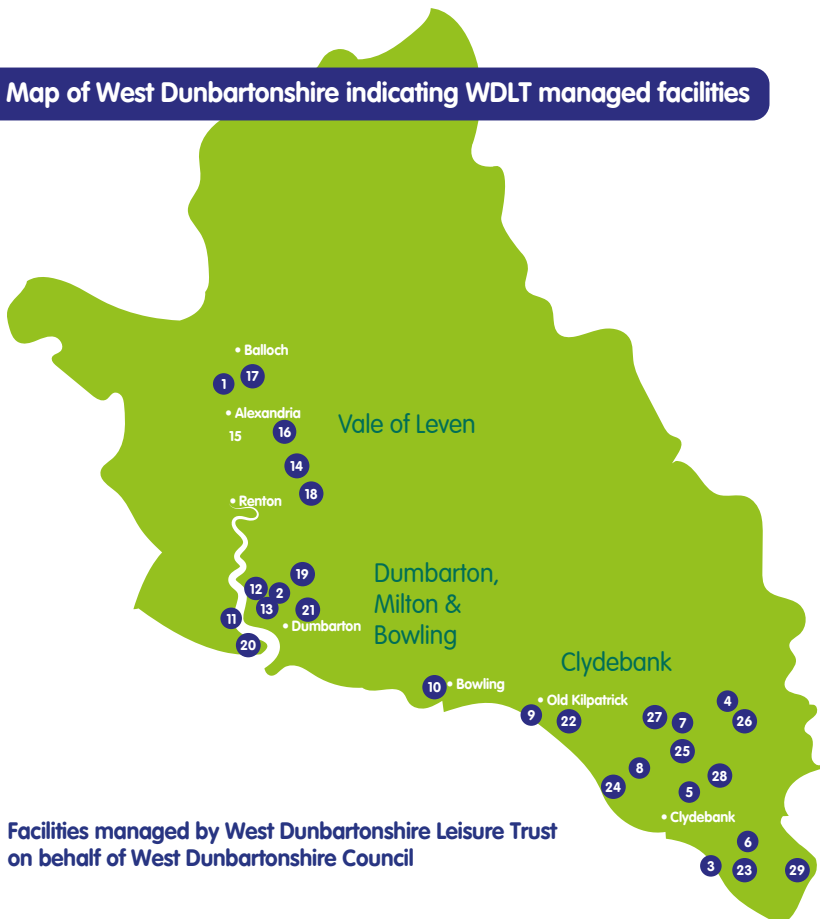 Map of West Dunbartonshire indicating WDLT managed facilities
• Balloch
1
17
• Alexandria
15
16
Vale of Leven
14
18
• Renton
19
12
2
13
21
11
• Dumbarton
20
Dumbarton,
Milton &
Bowling
Clydebank
10
• Bowling
9
• Old Kilpatrick
22
27
7
4
26
25
8
28
24
5
• Clydebank
6
3
23
29
Facilities managed by West Dunbartonshire Leisure Trust
on behalf of West Dunbartonshire Council